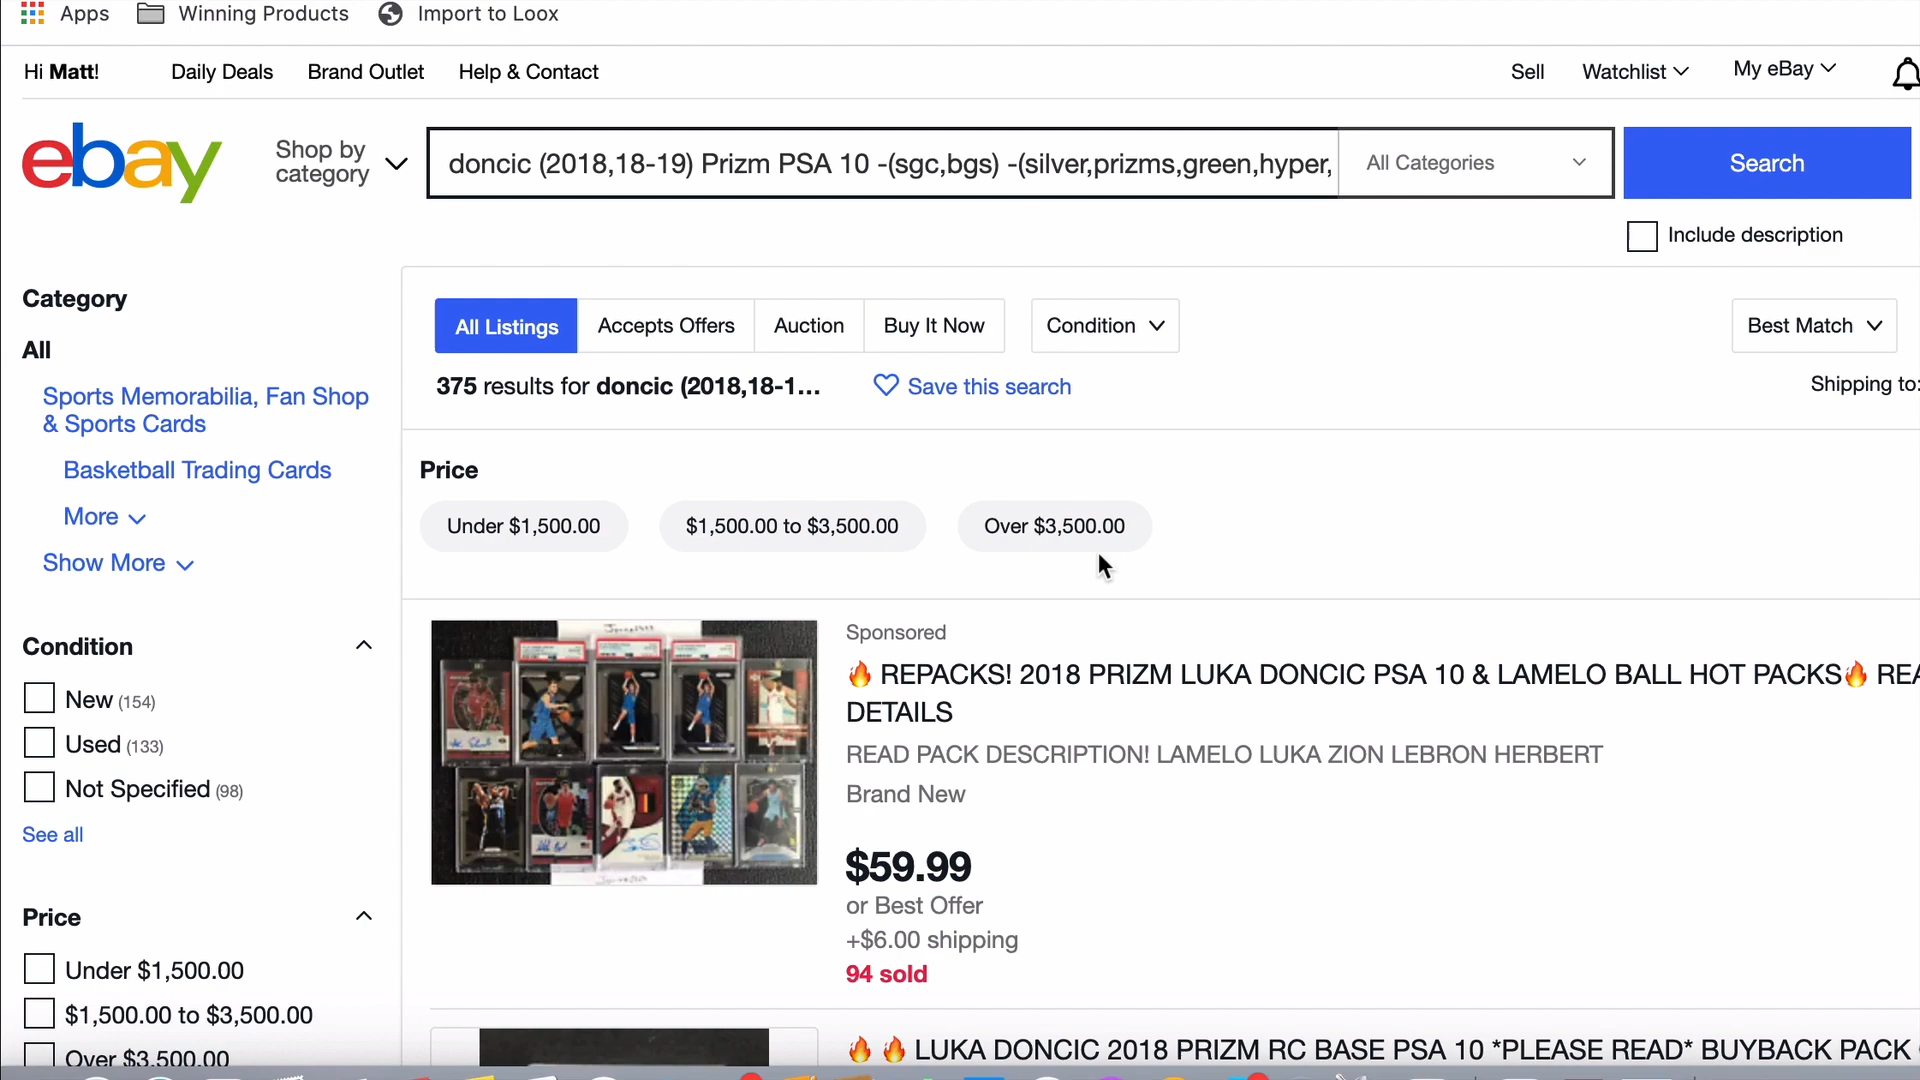 Apps Winning Products Import to Loox
Hi Matt! Daily Deals Brand Outlet Help & Contact Sell Watchlist My eBay
ebay
Shop by
category
doncic (2018,18-19) Prizm PSA 10 -(sgc,bgs) -(silver,prizms,green,hyper,
All Categories
Search
Include description
Category
All
Sports Memorabilia, Fan Shop
& Sports Cards
Basketball Trading Cards
More
Show More
Condition
New (154)
Used (133)
Not Specified (98)
See all
Price
Under $1,500.00
$1,500.00 to $3,500.00
Over $3,500.00
All Listings Accepts Offers Auction Buy It Now Condition Best Match
375 results for doncic (2018,18-1... Save this search Shipping to:
Price
Under $1,500.00 $1,500.00 to $3,500.00 Over $3,500.00
Sponsored
🔥 REPACKS! 2018 PRIZM LUKA DONCIC PSA 10 & LAMELO BALL HOT PACKS🔥 REA
DETAILS
READ PACK DESCRIPTION! LAMELO LUKA ZION LEBRON HERBERT
Brand New
$59.99
or Best Offer
+$6.00 shipping
94 sold
🔥 🔥 LUKA DONCIC 2018 PRIZM RC BASE PSA 10 *PLEASE READ* BUYBACK PACK